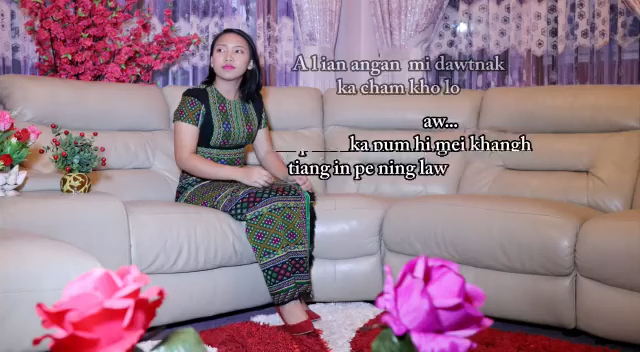 A lian angan mi dawtnak
ka cham kho lo
aw...
ka pum hi mei khangh
tiang in pe ning law